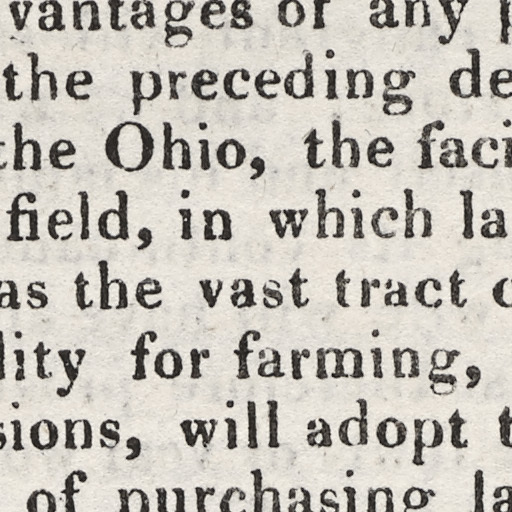 vantages of any p
the preceding de
the Ohio, the faci
field, in which la
as the vast tract o
lity for farming,
sions, will adopt t
of purchasing la